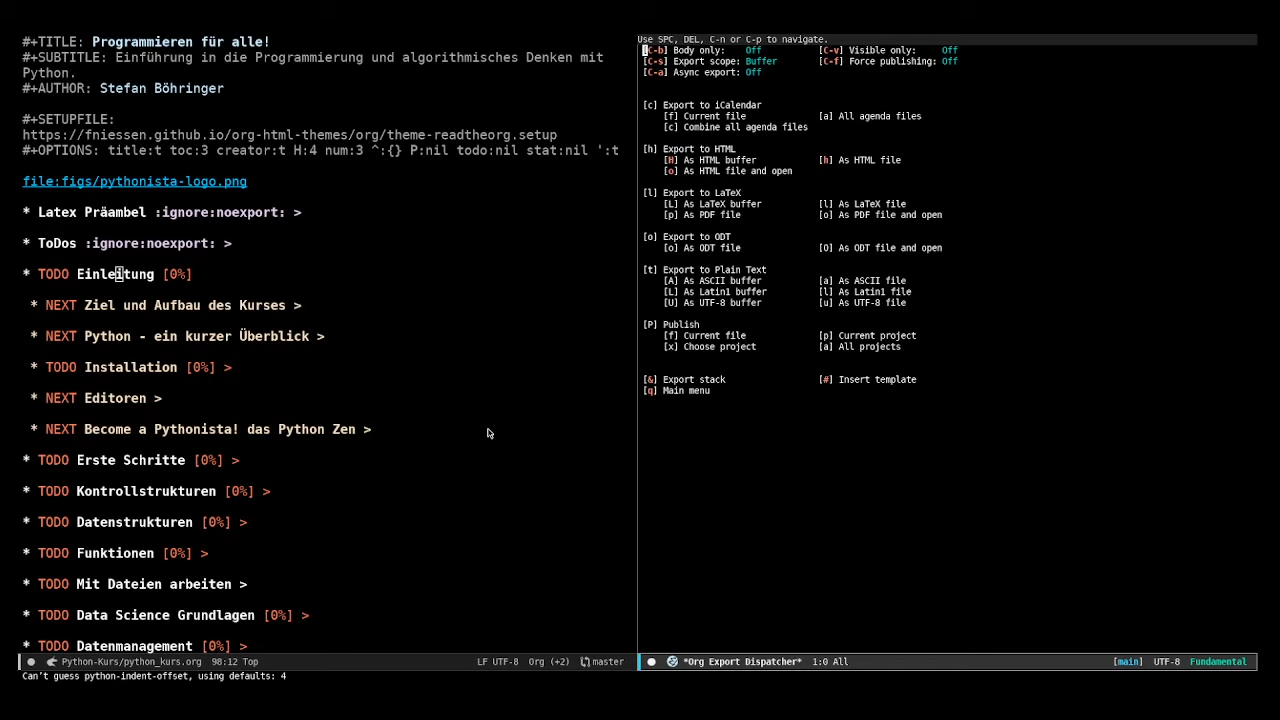 #+TITLE: Programmieren für alle!
#+SUBTITLE: Einführung in die Programmierung und algorithmisches Denken mit
Python.
#+AUTHOR: Stefan Böhringer
#+SETUPFILE:
https://fniessen.github.io/org-html-themes/org/theme-readtheorg.setup
#+OPTIONS: title:t toc:3 creator:t H:4 num:3 ^:{} P:nil todo:nil stat:nil ':t
file:figs/pythonista-logo.png
* Latex Präambel :ignore:noexport: >
* ToDos :ignore:noexport: >
* TODO Einleitung [0%]
* NEXT Ziel und Aufbau des Kurses >
* NEXT Python - ein kurzer Überblick >
* TODO Installation [0%] >
* NEXT Editoren >
* NEXT Become a Pythonista! das Python Zen >
* TODO Erste Schritte [0%] >
* TODO Kontrollstrukturen [0%] >
* TODO Datenstrukturen [0%] >
* TODO Funktionen [0%] >
* TODO Mit Dateien arbeiten >
* TODO Data Science Grundlagen [0%] >
* TODO Datenmanagement [0%] >
Python-Kurs/python_kurs.org 98:12 Top LF UTF-8 Org (+2) master
Can't guess python-indent-offset, using defaults: 4
Use SPC, DEL, C-n or C-p to navigate.
[C-b] Body only: Off [C-v] Visible only: Off
[C-s] Export scope: Buffer [C-f] Force publishing: Off
[C-a] Async export: Off
[c] Export to iCalendar
[f] Current file [a] All agenda files
[c] Combine all agenda files
[h] Export to HTML
[H] As HTML buffer [h] As HTML file
[o] As HTML file and open
[l] Export to LaTeX
[L] As LaTeX buffer [l] As LaTeX file
[p] As PDF file [o] As PDF file and open
[o] Export to ODT
[o] As ODT file [O] As ODT file and open
[t] Export to Plain Text
[A] As ASCII buffer [a] As ASCII file
[L] As Latin1 buffer [l] As Latin1 file
[U] As UTF-8 buffer [u] As UTF-8 file
[P] Publish
[f] Current file [p] Current project
[x] Choose project [a] All projects
[&] Export stack [#] Insert template
[q] Main menu
*Org Export Dispatcher* 1:0 All [main] UTF-8 Fundamental